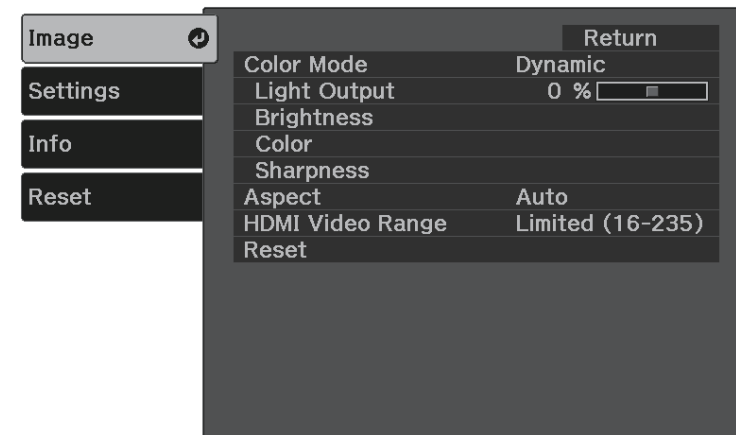 Image
Settings
Info
Reset
Return
Color Mode Dynamic
Light Output 0 %
Brightness
Color
Sharpness
Aspect Auto
HDMI Video Range Limited (16-235)
Reset